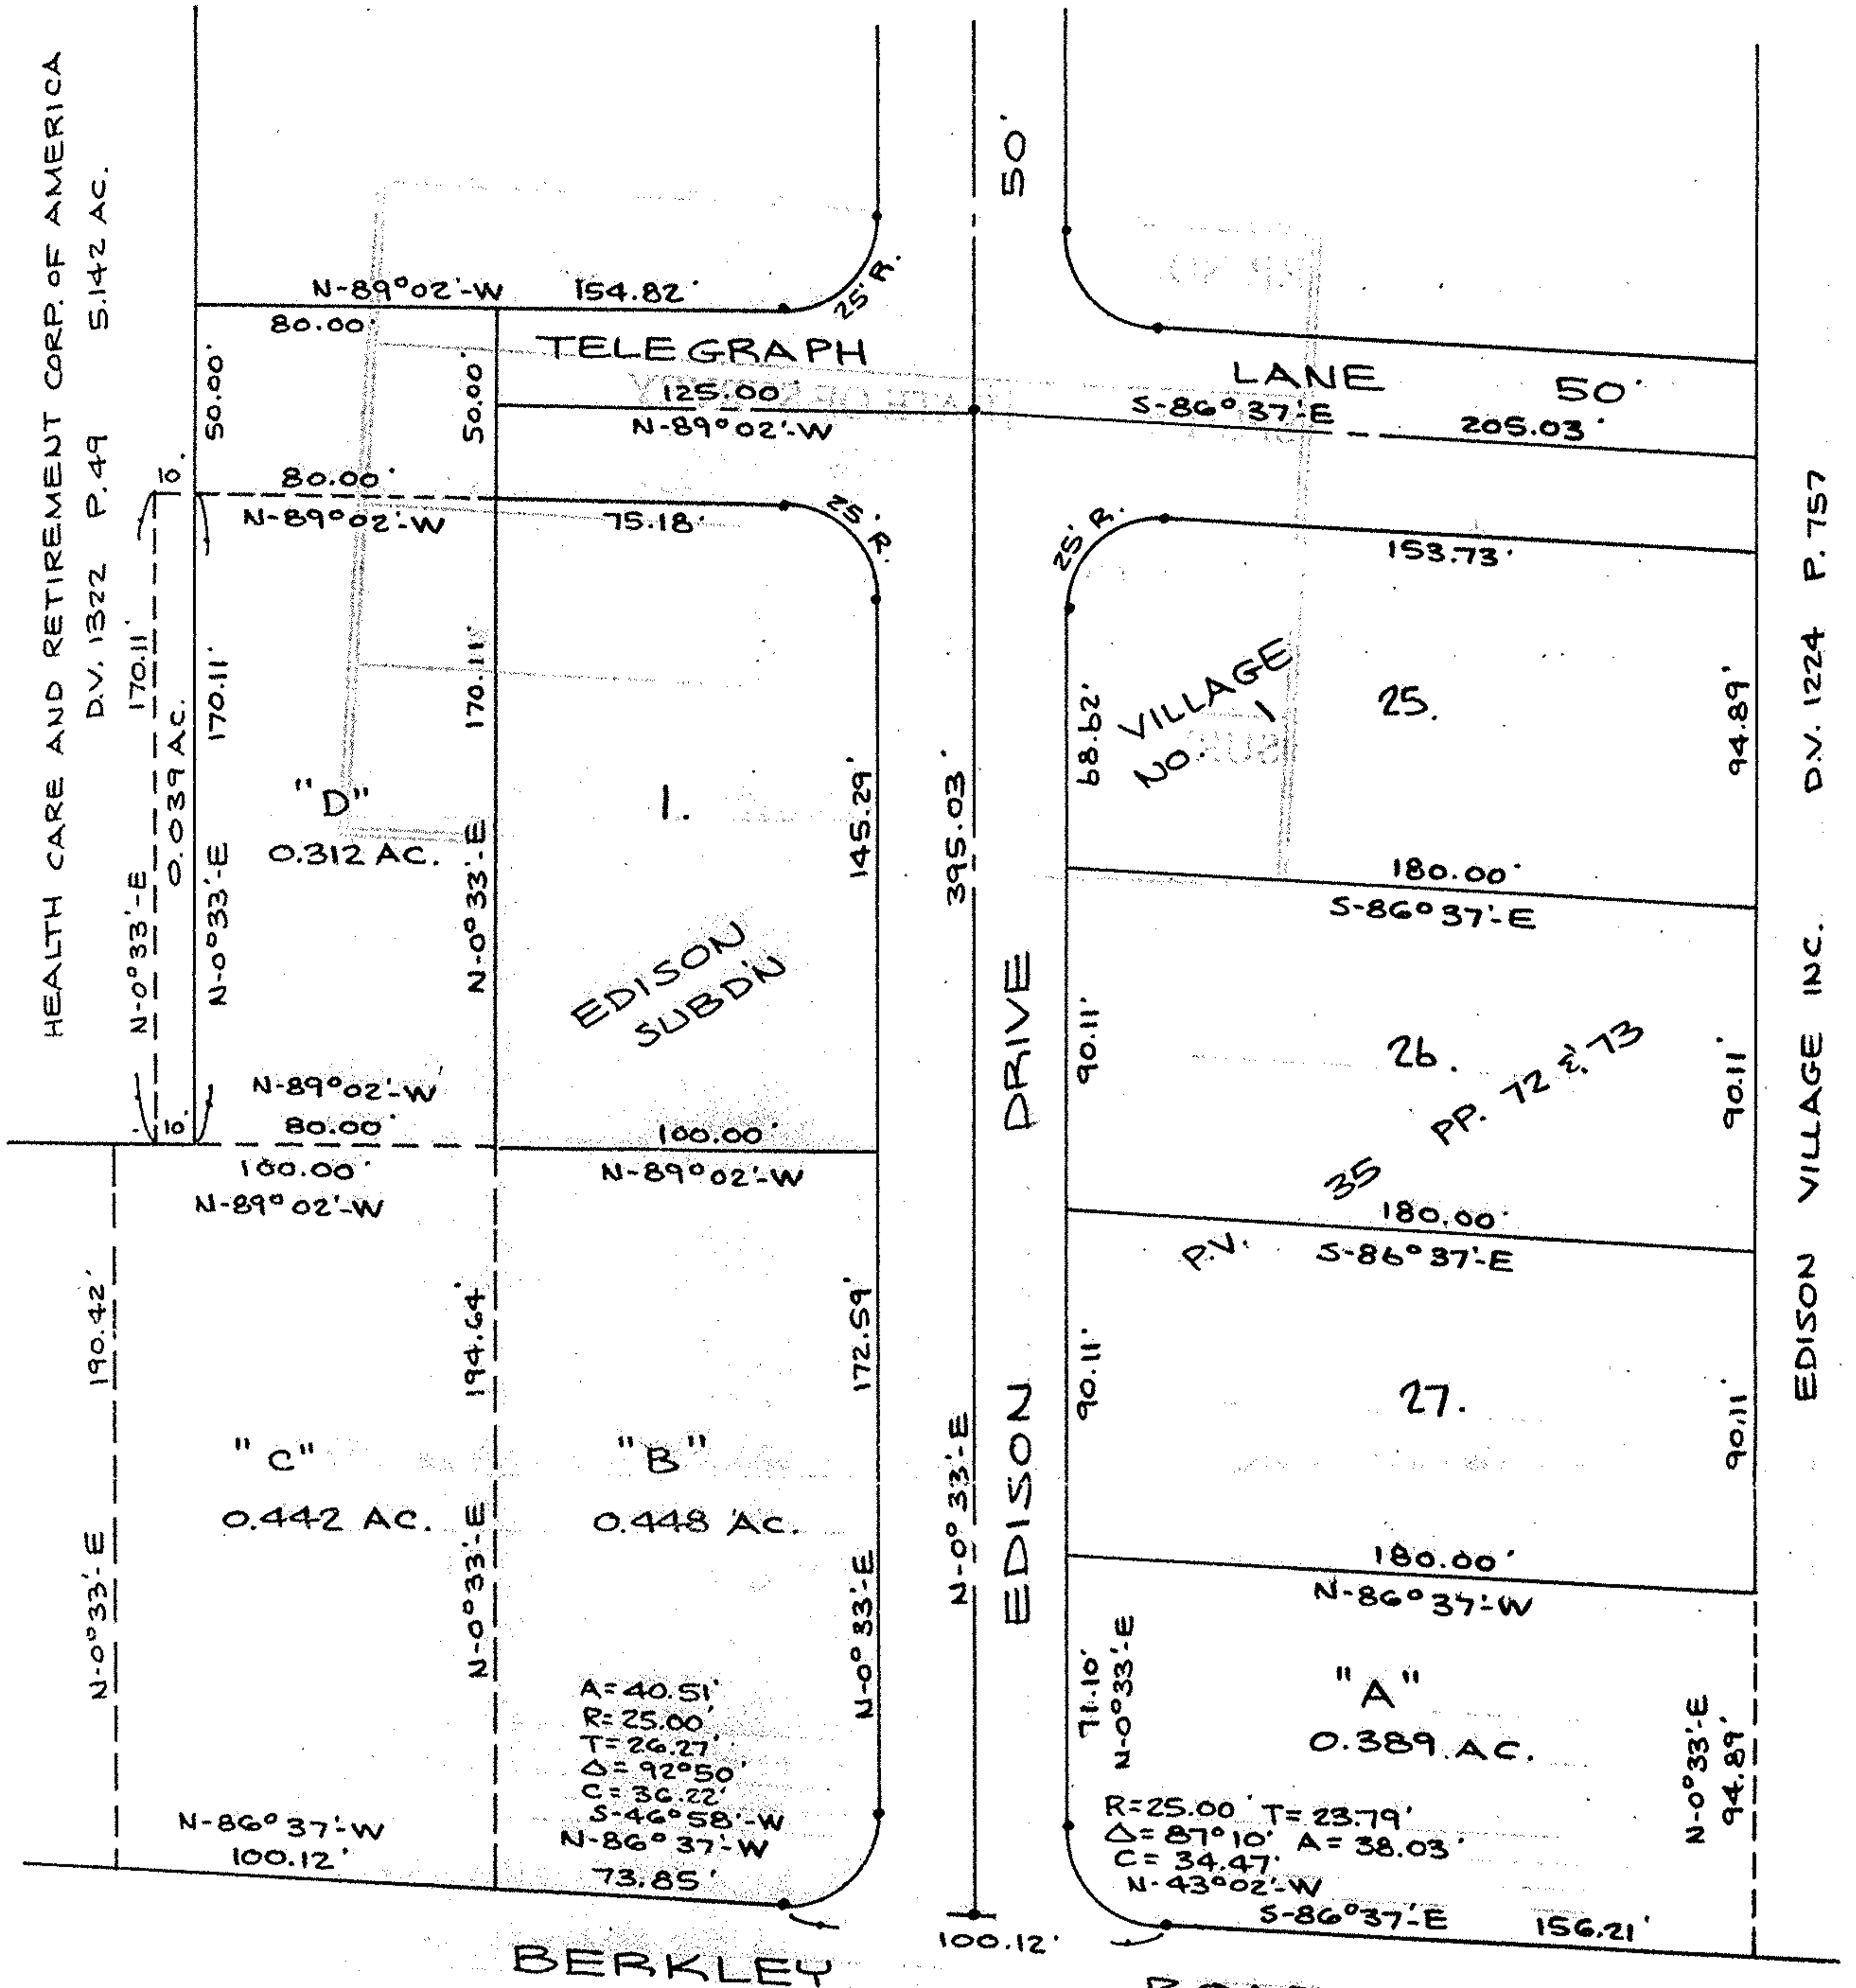 HEALTH CARE AND RETIREMENT CORP. OF AMERICA
D.V. 1322 P. 49 5.142 AC.
50'
N-89°02'-W 154.82'
80.00'
25' R.
TELEGRAPH LANE 50'
50.00'
50.00'
125.00'
N-89°02'-W
S-86°37'-E 205.03'
10'
80.00'
N-89°02'-W
75.18'
25' R.
25' R.
153.73'
N-0°33'-E 170.11'
0.039 AC.
N-0°33'-E 170.11'
"D"
0.312 AC.
N-0°33'-E 170.11'
1.
145.29'
395.03'
N-0°33'-E
68.62'
VILLAGE
NO. 1
25.
94.89'
180.00'
S-86°37'-E
EDISON
SUBD'N
EDISON DRIVE
90.11'
26.
90.11'
P.V. 35 PP. 72 & 73
180.00'
S-86°37'-E
N-89°02'-W
80.00'
10'
100.00'
N-89°02'-W
100.00'
N-89°02'-W
N-0°33'-E 190.42'
N-0°33'-E 194.64'
N-0°33'-E 172.59'
90.11'
27.
90.11'
180.00'
N-86°37'-W
"C"
0.442 AC.
"B"
0.448 AC.
A=40.51'
R=25.00'
T=26.27'
Δ=92°50'
C=36.22'
S-46°58'-W
N-86°37'-W
73.85'
N-86°37'-W
100.12'
71.10'
N-0°33'-E
"A"
0.389 AC.
N-0°33'-E
94.89'
R=25.00' T=23.79'
Δ=87°10' A=38.03'
C=34.47'
N-43°02'-W
S-86°37'-E 156.21'
100.12'
BERKLEY
EDISON VILLAGE INC. D.V. 1224 P. 757